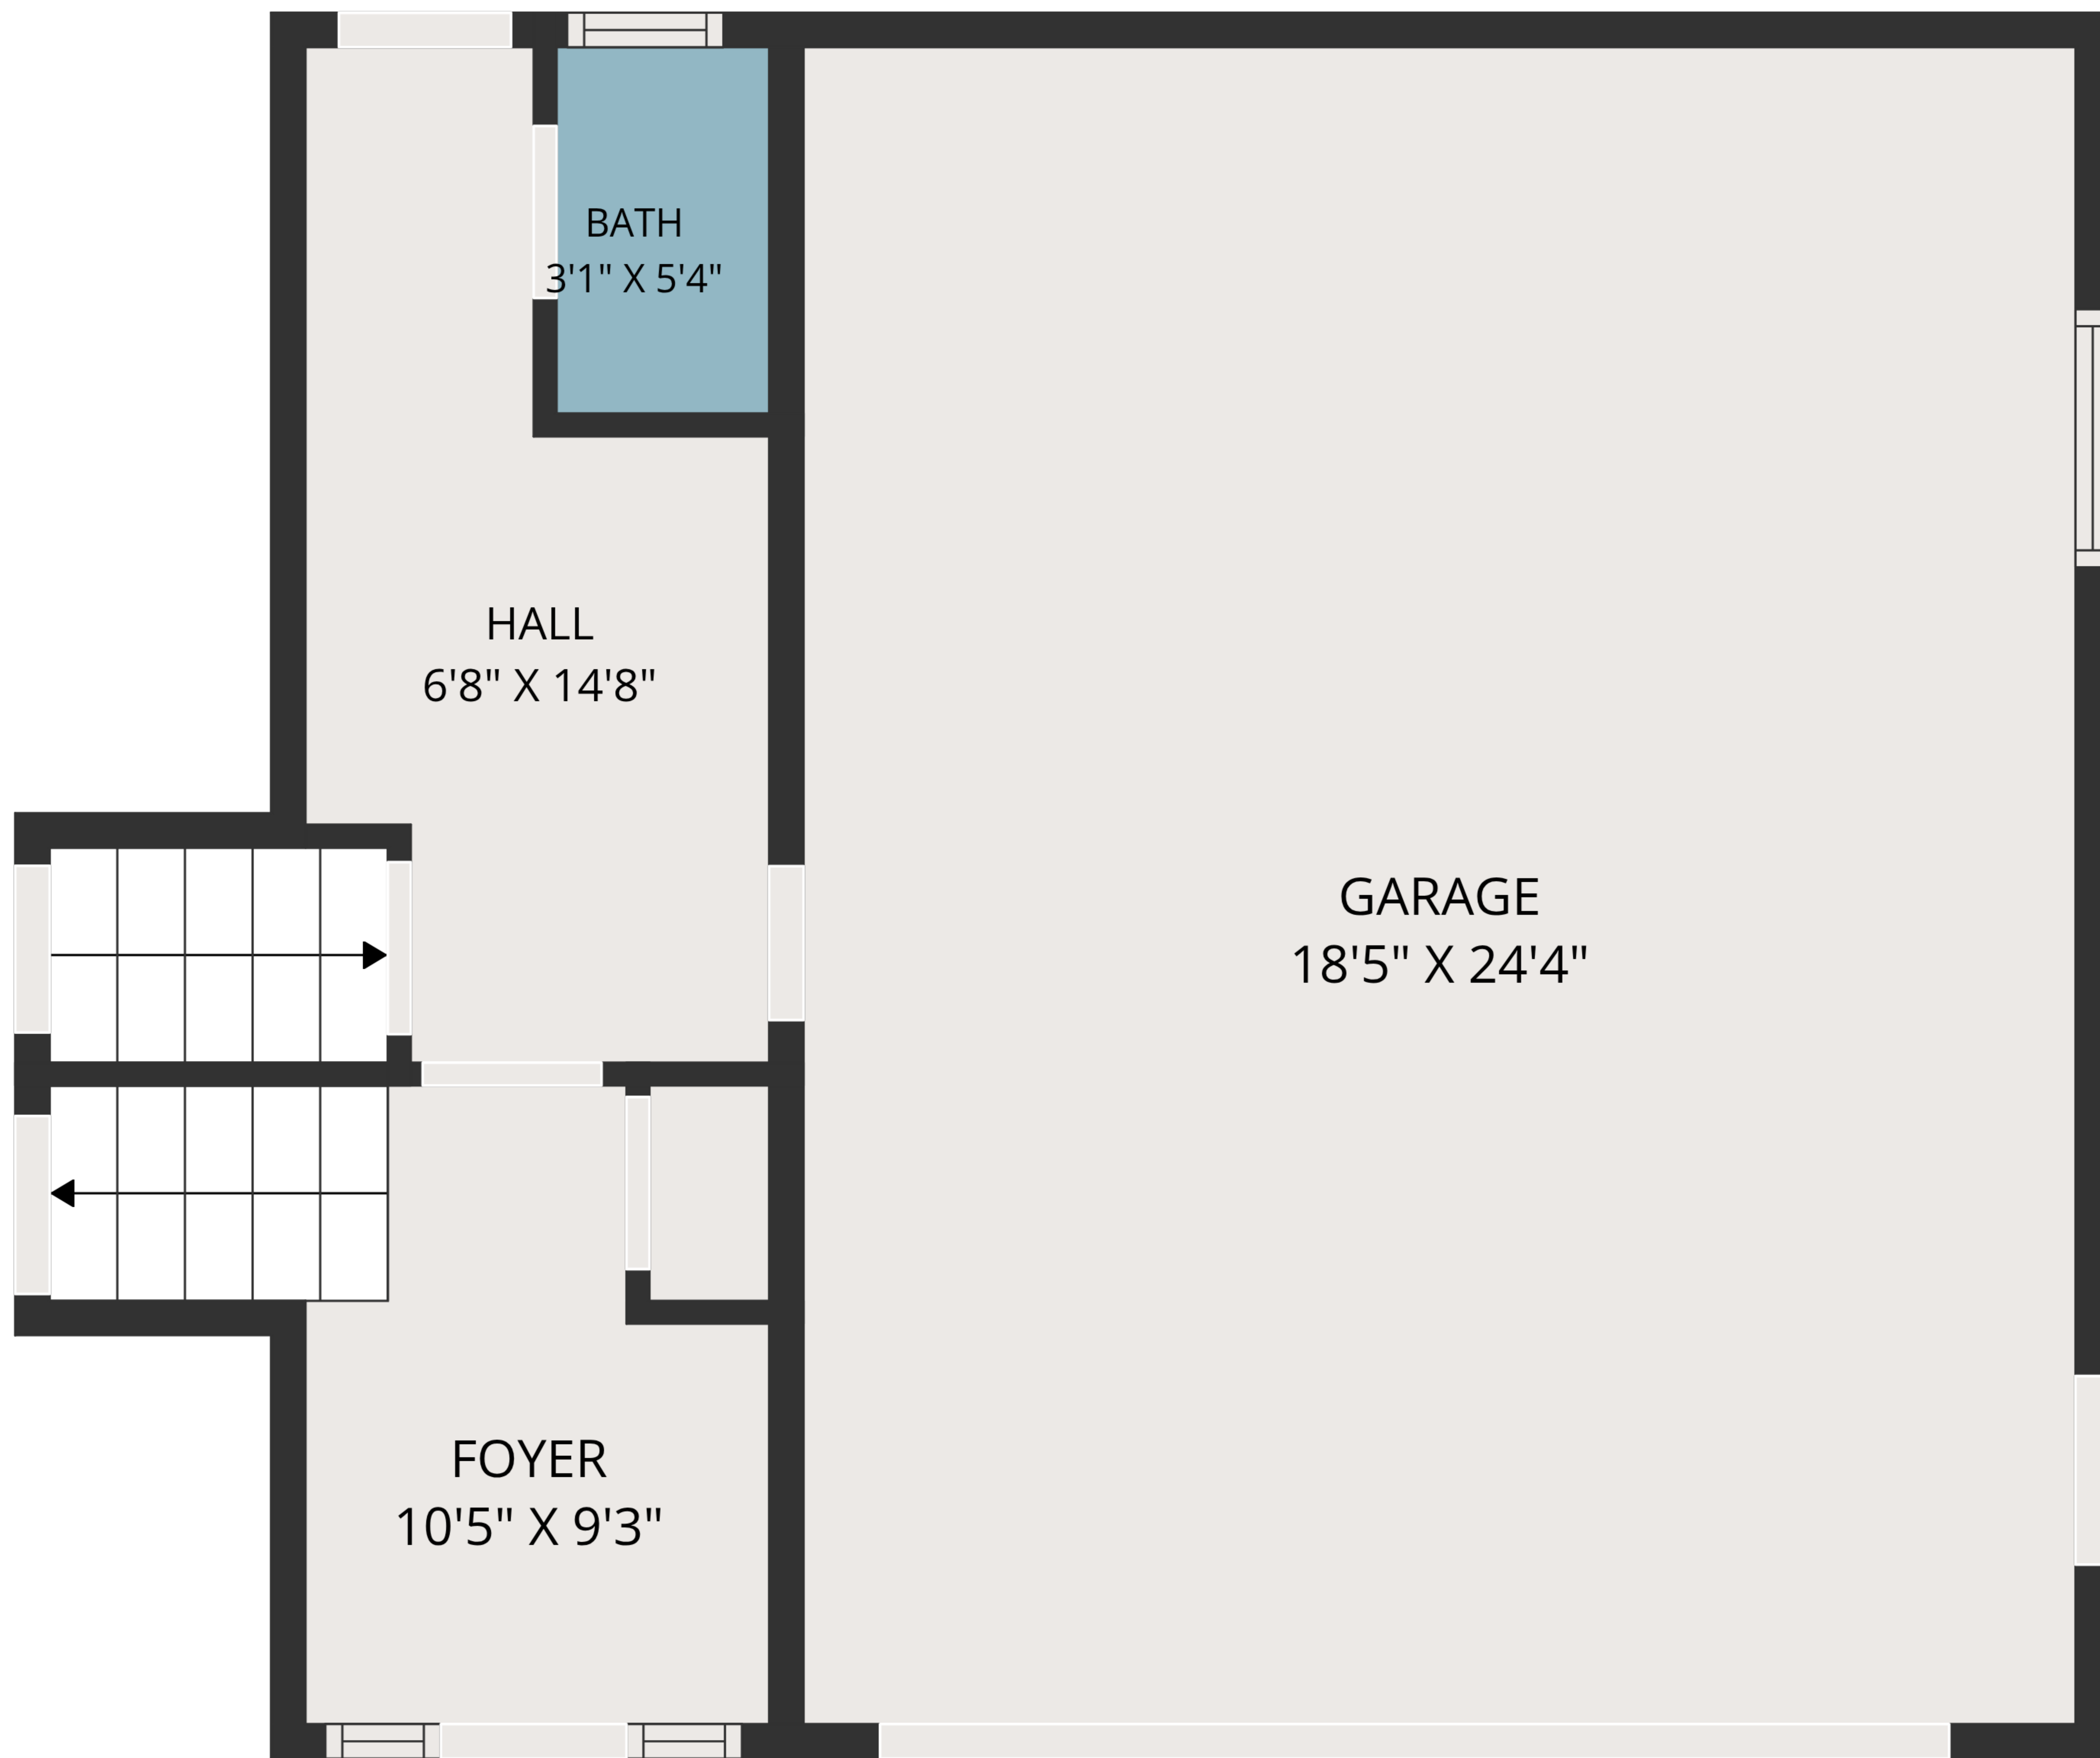 BATH
3'1" X 5'4"
HALL
6'8" X 14'8"
GARAGE
18'5" X 24'4"
FOYER
10'5" X 9'3"